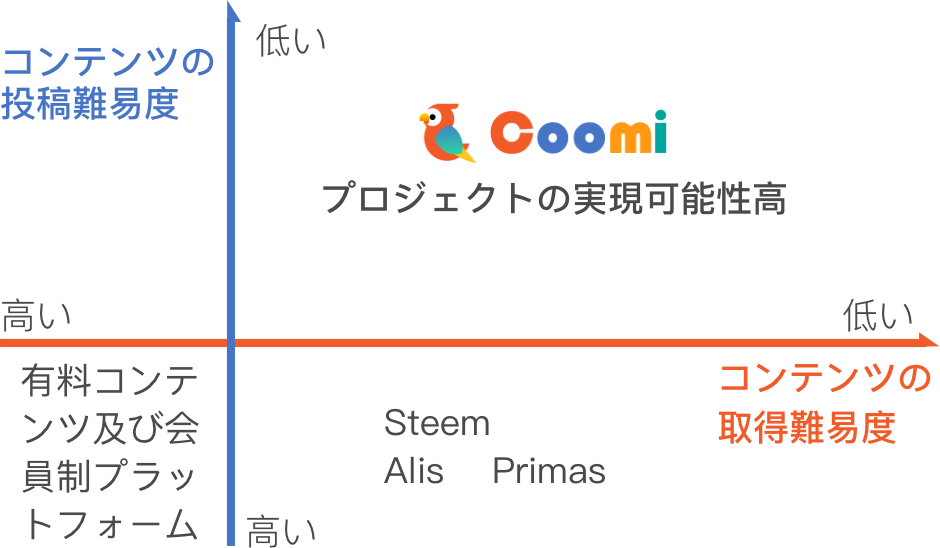 低い
コンテンツの
投稿難易度
Coomi
プロジェクトの実現可能性高
高い
低い
有料コンテ
ンツ及び会
員制プラッ
トフォーム
コンテンツの
取得難易度
Steem
Alis Primas
高い